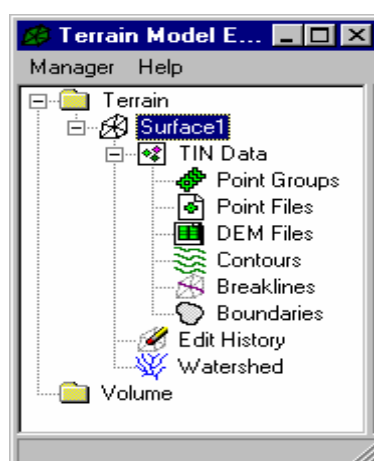 Terrain Model E...
Manager Help
Terrain
Surface1
TIN Data
Point Groups
Point Files
DEM Files
Contours
Breaklines
Boundaries
Edit History
Watershed
Volume